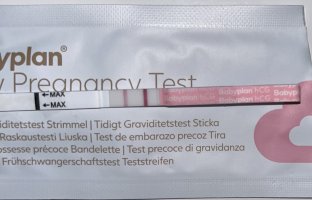 byplan®
y Pregnancy Test
MAX
MAX
Babyplan hCG Babyp
Babyplan hCG
viditetstest Strimmel | Tidigt Graviditetstest Sticka
Raskaustesti Liuska | Test de embarazo precoz Tira
ossesse précoce Bandelette | Test precoce di gravidanza
Frühschwangerschaftstest Teststreifen